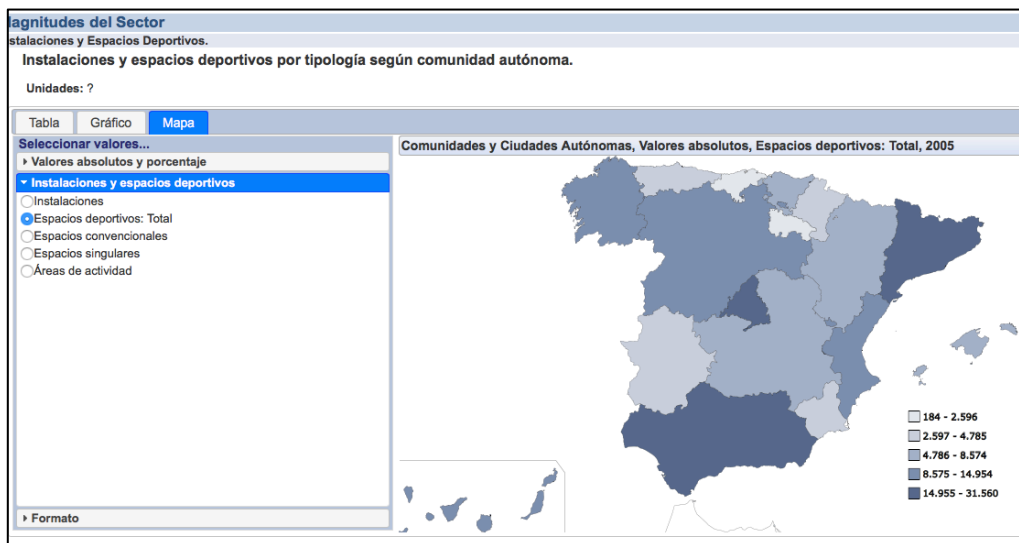 lagnitudes del Sector
stalaciones y Espacios Deportivos.
Instalaciones y espacios deportivos por tipología según comunidad autónoma.
Unidades: ?
Tabla Gráfico Mapa
Seleccionar valores...
Valores absolutos y porcentaje
Instalaciones y espacios deportivos
Instalaciones
Espacios deportivos: Total
Espacios convencionales
Espacios singulares
Áreas de actividad
Formato
Comunidades y Ciudades Autónomas, Valores absolutos, Espacios deportivos: Total, 2005
184 - 2.596
2.597 - 4.785
4.786 - 8.574
8.575 - 14.954
14.955 - 31.560